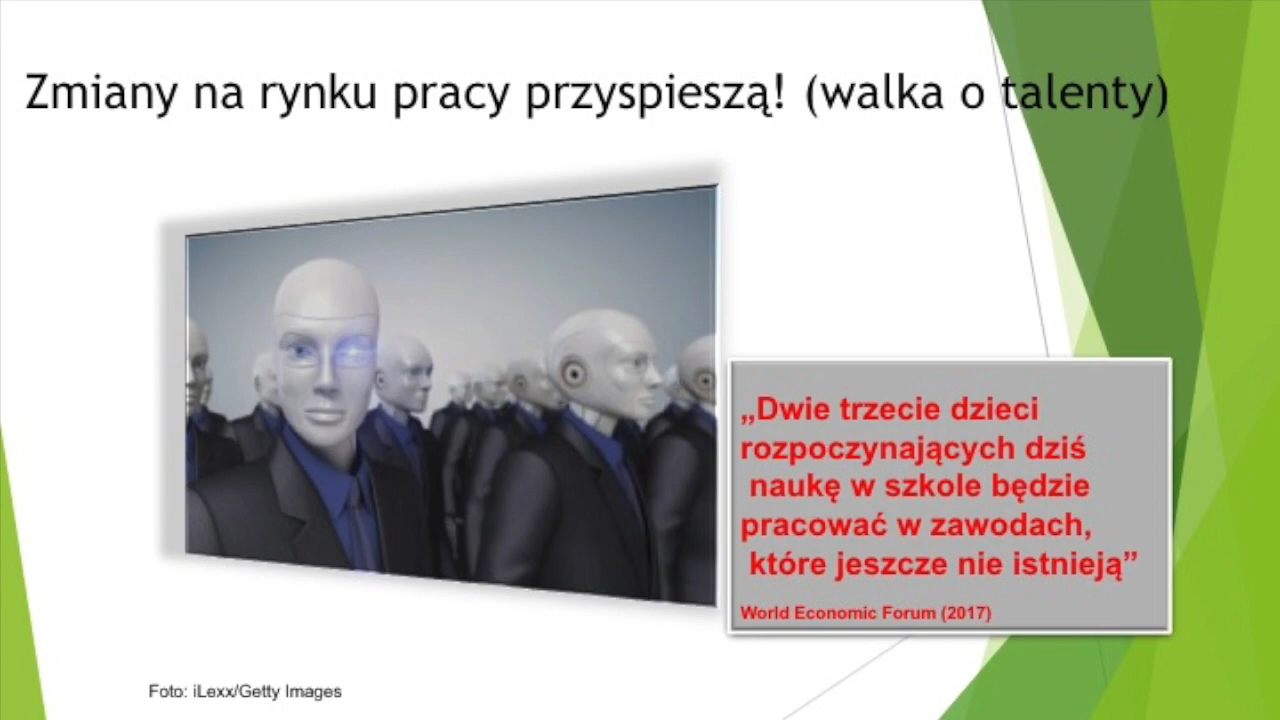 Zmiany na rynku pracy przyspieszą! (walka o talenty)
„Dwie trzecie dzieci
rozpoczynających dziś
naukę w szkole będzie
pracować w zawodach,
które jeszcze nie istnieją”
World Economic Forum (2017)
Foto: iLexx/Getty Images